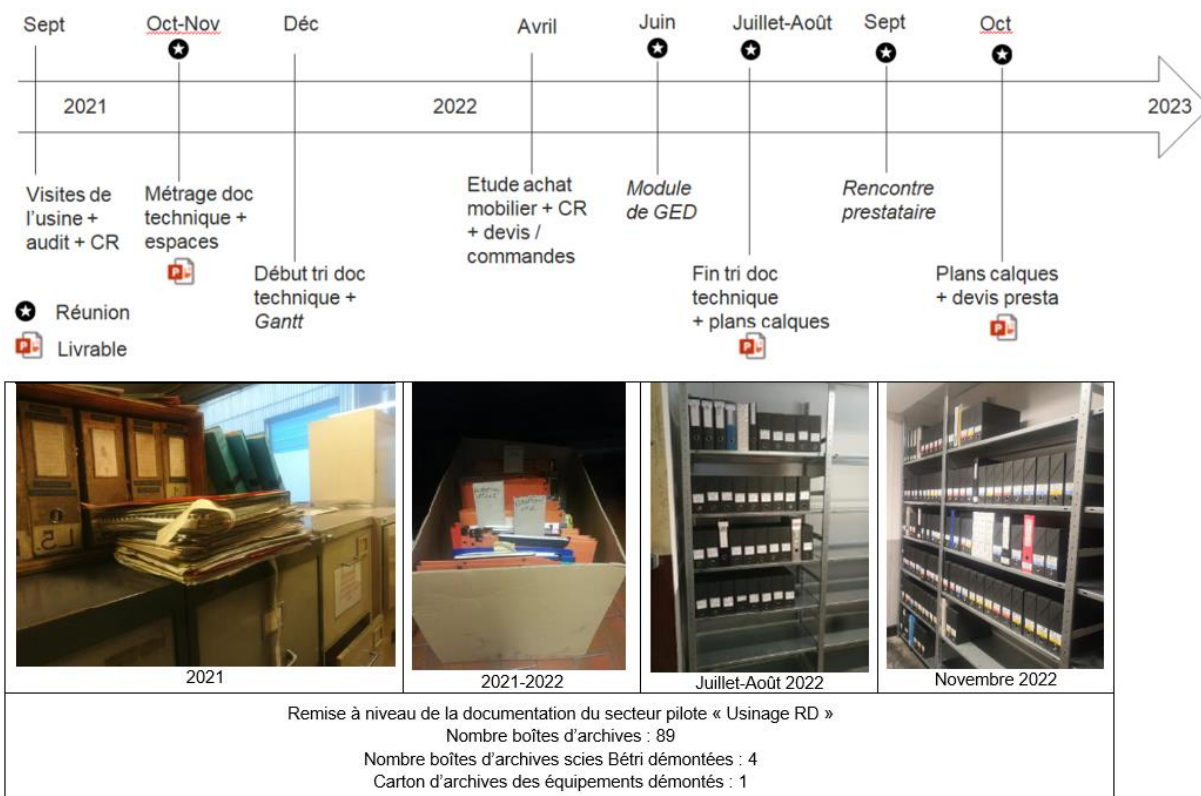 Sept
Oct-Nov
Déc
Avril
Juin
Juillet-Août
Sept
Oct
2021
2022
2023
Visites de
l'usine +
audit + CR
Métrage doc
technique +
espaces
Début tri doc
technique +
Gantt
Etude achat
mobilier + CR
+ devis /
commandes
Module
de GED
Fin tri doc
technique
+ plans calques
Rencontre
prestataire
Plans calques
+ devis presta
Réunion
Livrable
2021
2021-2022
Juillet-Août 2022
Novembre 2022
Remise à niveau de la documentation du secteur pilote « Usinage RD »
Nombre boîtes d'archives : 89
Nombre boîtes d'archives scies Bétri démontées : 4
Carton d'archives des équipements démontés : 1